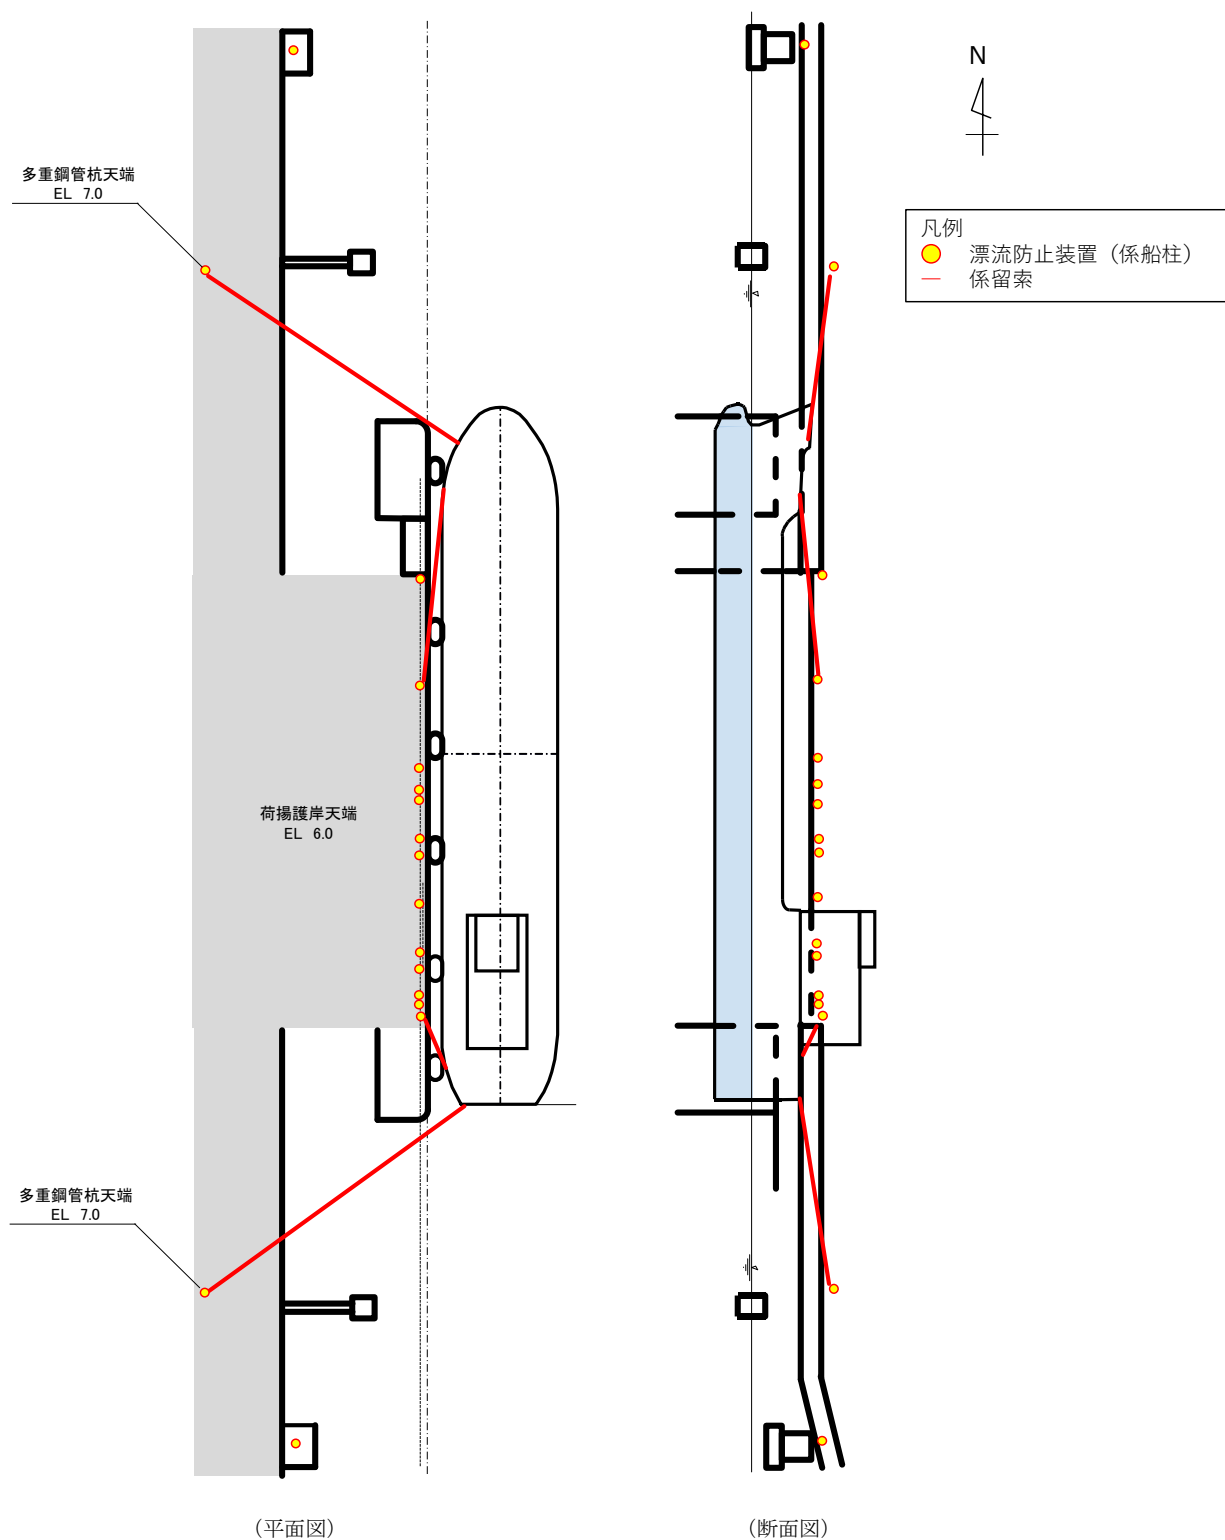 N
多重鋼管杭天端
EL 7.0
凡例
漂流防止装置（係船柱）
係留索
荷揚護岸天端
EL 6.0
多重鋼管杭天端
EL 7.0
（平面図）
（断面図）